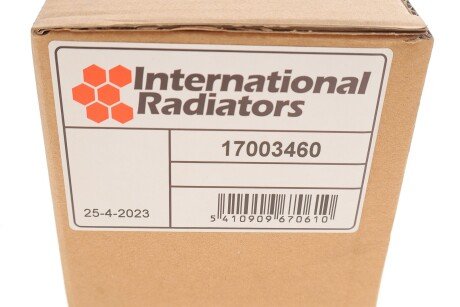 International
Radiators
17003460
25-4-2023
5 410909 670610